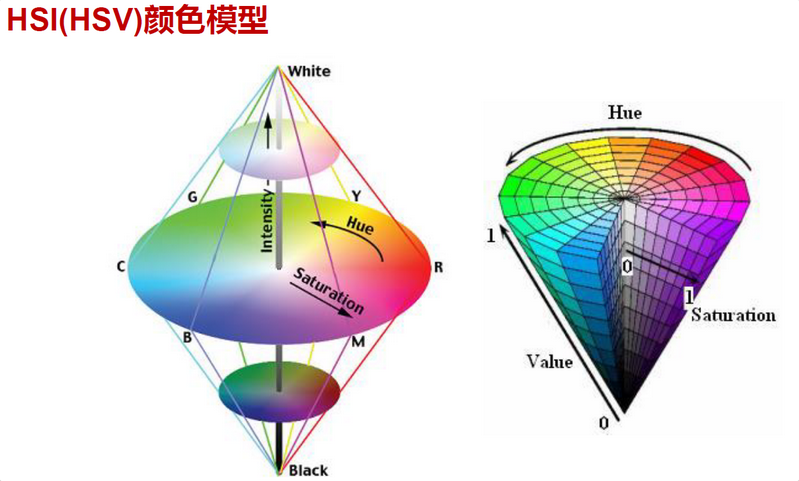 HSI(HSV)颜色模型
White
G
Y
Intensity
Hue
C
R
Saturation
B
M
Black
Hue
1
0
1
Saturation
Value
0